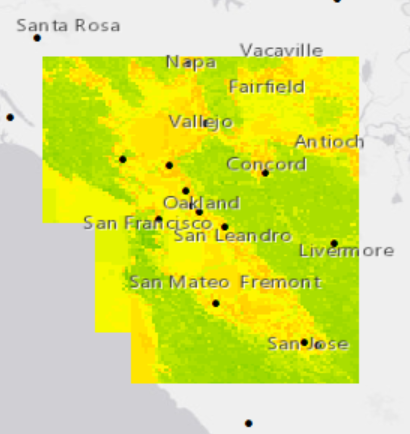 Santa Rosa
Vacaville
Napa
Fairfield
Vallejo
Antioch
Concord
Oakland
San Francisco
San Leandro
Livermore
San Mateo
Fremont
San Jose